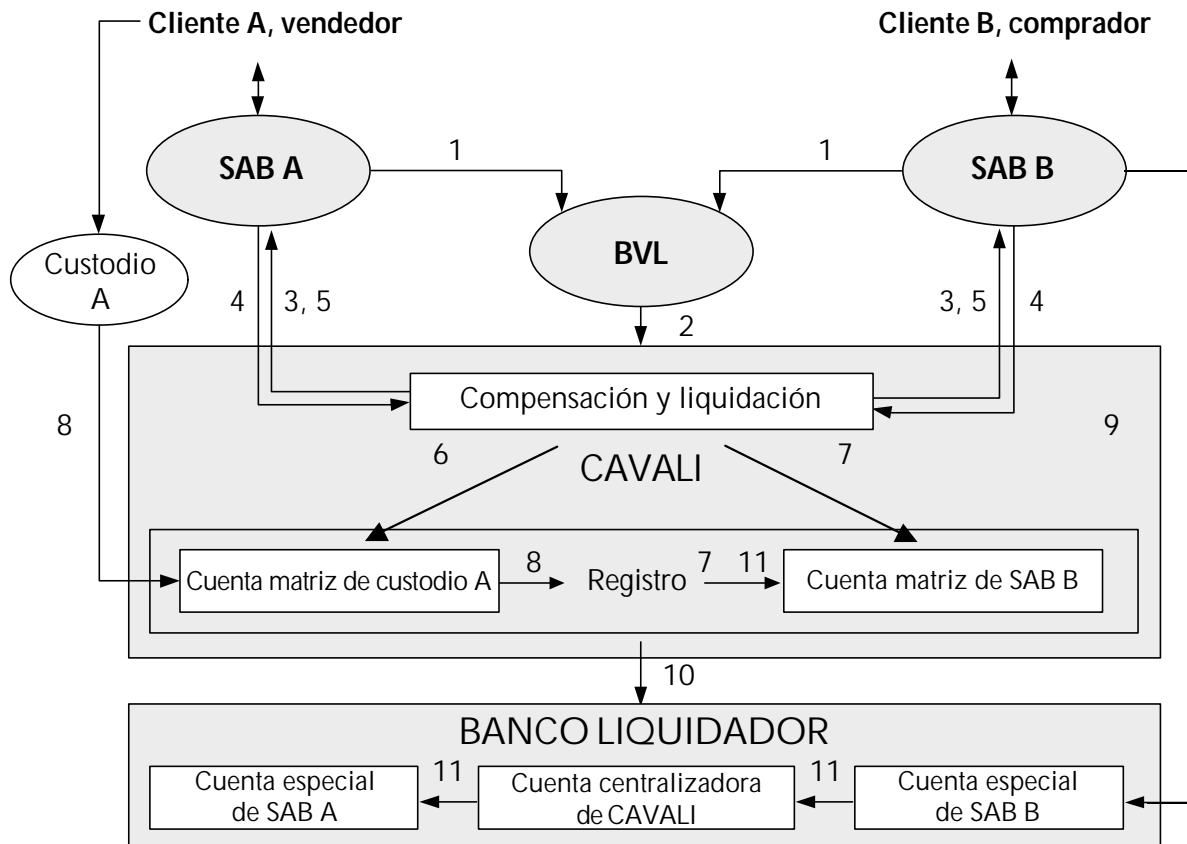 Cliente A, vendedor
Cliente B, comprador
SAB A
1
1
SAB B
BVL
Custodio
A
4
3, 5
2
3, 5
4
Compensación y liquidación
8
9
6
7
CAVALI
Cuenta matriz de custodio A
8
Registro
7
11
Cuenta matriz de SAB B
10
BANCO LIQUIDADOR
Cuenta especial
de SAB A
11
Cuenta centralizadora
de CAVALI
11
Cuenta especial
de SAB B